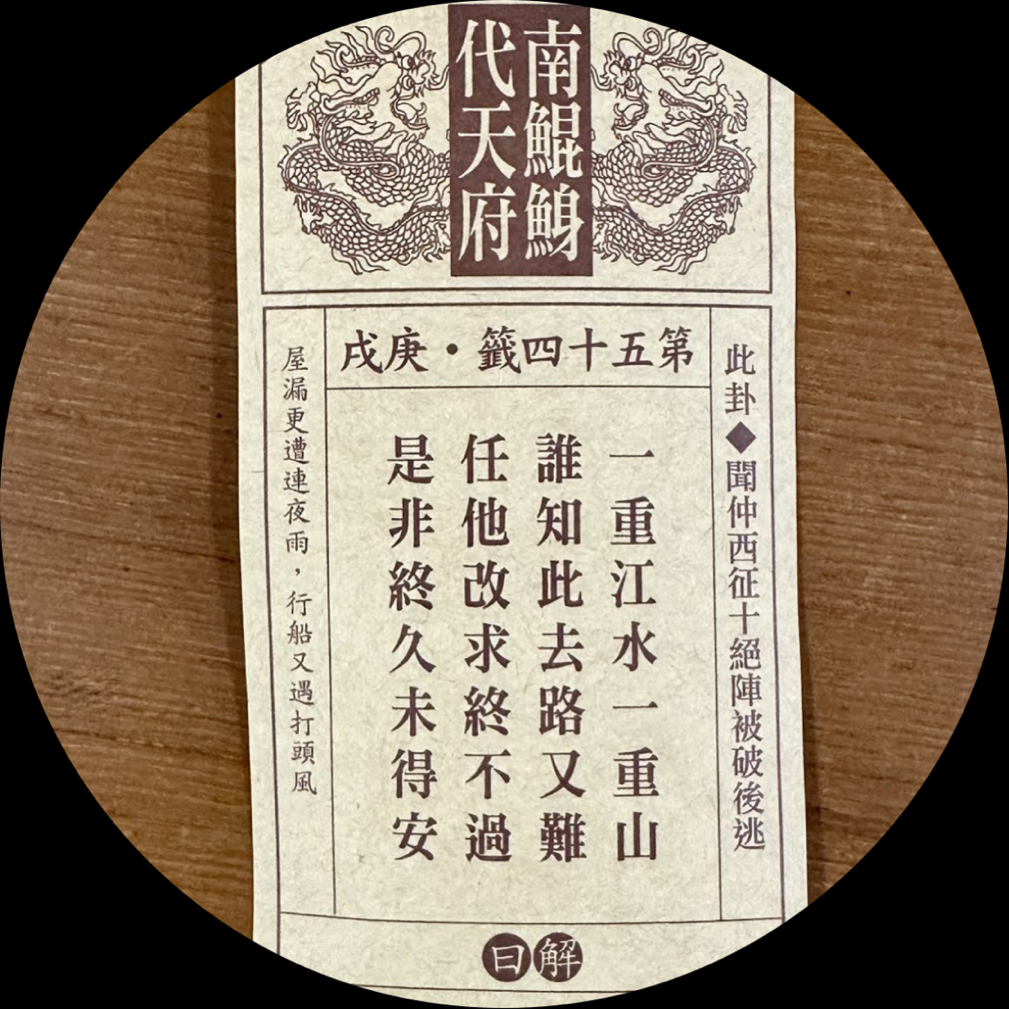 南鯤鯓
代天府
第五十四籤・庚戌
此卦◆聞仲西征十絕陣被破後逃
一重江水一重山
誰知此去路又難
任他改求終不過
是非終久未得安
屋漏更遭連夜雨，行船又遇打頭風
解曰